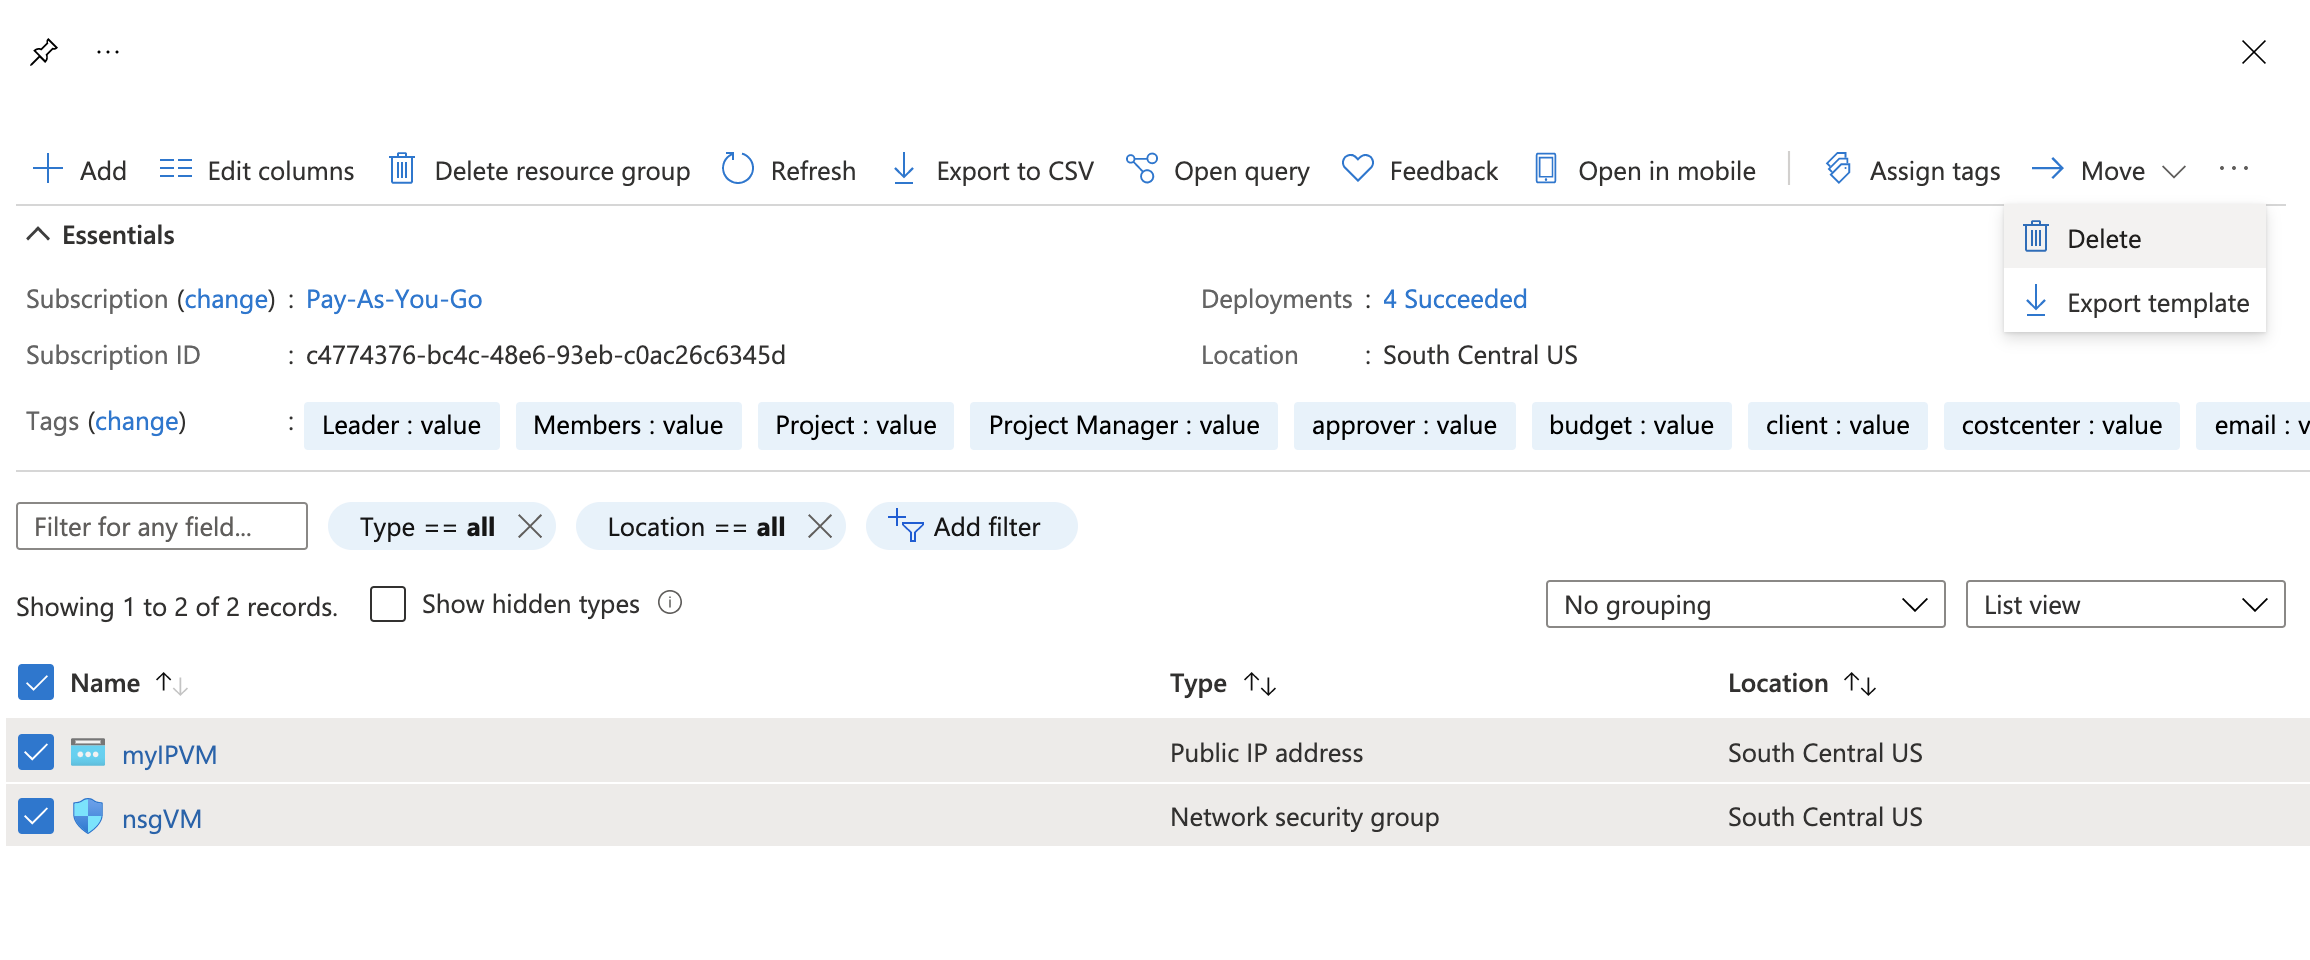 Add Edit columns Delete resource group Refresh Export to CSV Open query Feedback Open in mobile Assign tags Move
Delete
Export template
Essentials
Subscription (change) : Pay-As-You-Go
Deployments : 4 Succeeded
Subscription ID : c4774376-bc4c-48e6-93eb-c0ac26c6345d
Location : South Central US
Tags (change) : Leader : value Members : value Project : value Project Manager : value approver : value budget : value client : value costcenter : value email : v
Filter for any field... Type == all Location == all Add filter
Showing 1 to 2 of 2 records. Show hidden types No grouping List view
Name Type Location
myIPVM Public IP address South Central US
nsgVM Network security group South Central US